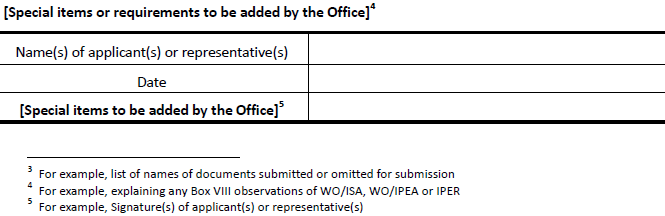 [Special items or requirements to be added by the Office]4
Name(s) of applicant(s) or representative(s)
Date
[Special items to be added by the Office]5
3 For example, list of names of documents submitted or omitted for submission
4 For example, explaining any Box VIII observations of WO/ISA, WO/IPEA or IPER
5 For example, Signature(s) of applicant(s) or representative(s)